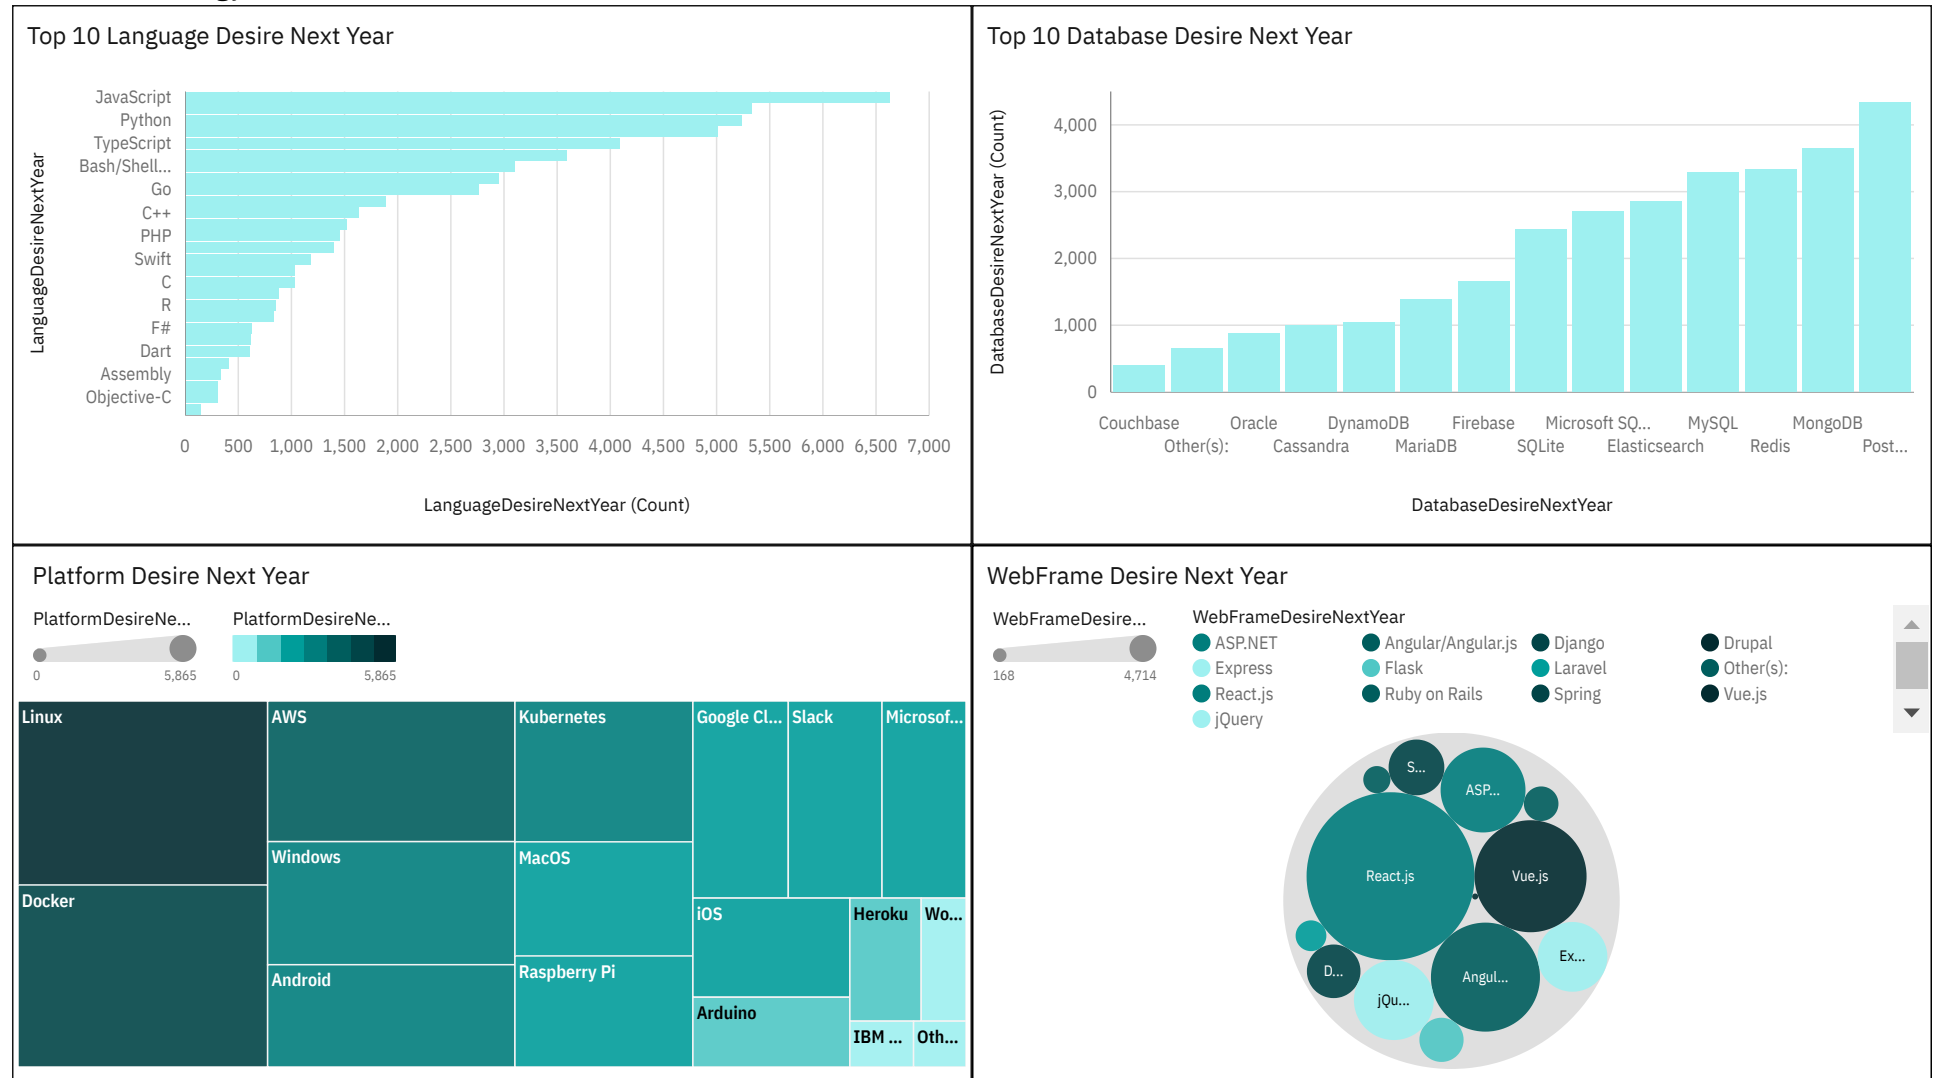 Top 10 Language Desire Next Year
LanguageDesireNextYear
JavaScript
Python
TypeScript
Bash/Shell...
Go
C++
PHP
Swift
C
R
F#
Dart
Assembly
Objective-C
0 500 1,000 1,500 2,000 2,500 3,000 3,500 4,000 4,500 5,000 5,500 6,000 6,500 7,000
LanguageDesireNextYear (Count)
Top 10 Database Desire Next Year
DatabaseDesireNextYear (Count)
4,000
3,000
2,000
1,000
0
Couchbase Oracle DynamoDB Firebase Microsoft SQ... MySQL MongoDB
Other(s): Cassandra MariaDB SQLite Elasticsearch Redis Post...
DatabaseDesireNextYear
Platform Desire Next Year
PlatformDesireNe... PlatformDesireNe...
0 5,865 0 5,865
Linux AWS Kubernetes Google Cl... Slack Microsof...
Windows MacOS
Docker iOS Heroku Wo...
Android Raspberry Pi
Arduino
IBM ... Oth...
WebFrame Desire Next Year
WebFrameDesire... WebFrameDesireNextYear
168 4,714
ASP.NET Angular/Angular.js Django Drupal
Express Flask Laravel Other(s):
React.js Ruby on Rails Spring Vue.js
jQuery
S...
ASP...
React.js Vue.js
Ex...
D... Angul...
jQu...